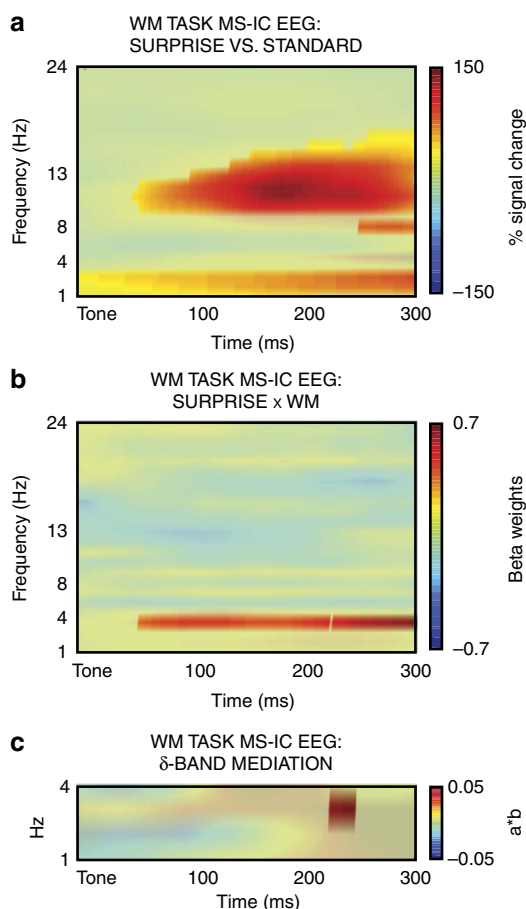 a
WM TASK MS-IC EEG:
SURPRISE VS. STANDARD
24
13
8
4
1
Frequency (Hz)
Tone
100
200
300
Time (ms)
150
–150
% signal change
b
WM TASK MS-IC EEG:
SURPRISE x WM
24
13
8
4
1
Frequency (Hz)
Tone
100
200
300
Time (ms)
0.7
–0.7
Beta weights
c
WM TASK MS-IC EEG:
δ-BAND MEDIATION
4
1
Hz
Tone
100
200
300
Time (ms)
0.05
–0.05
a*b